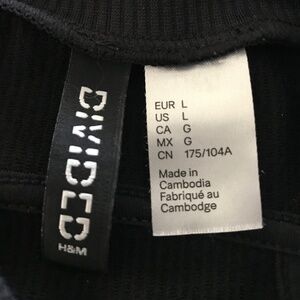 DIVIDED
H&M
EUR L
US L
CA G
MX G
CN 175/104A
Made in
Cambodia
Fabriqué au
Cambodge